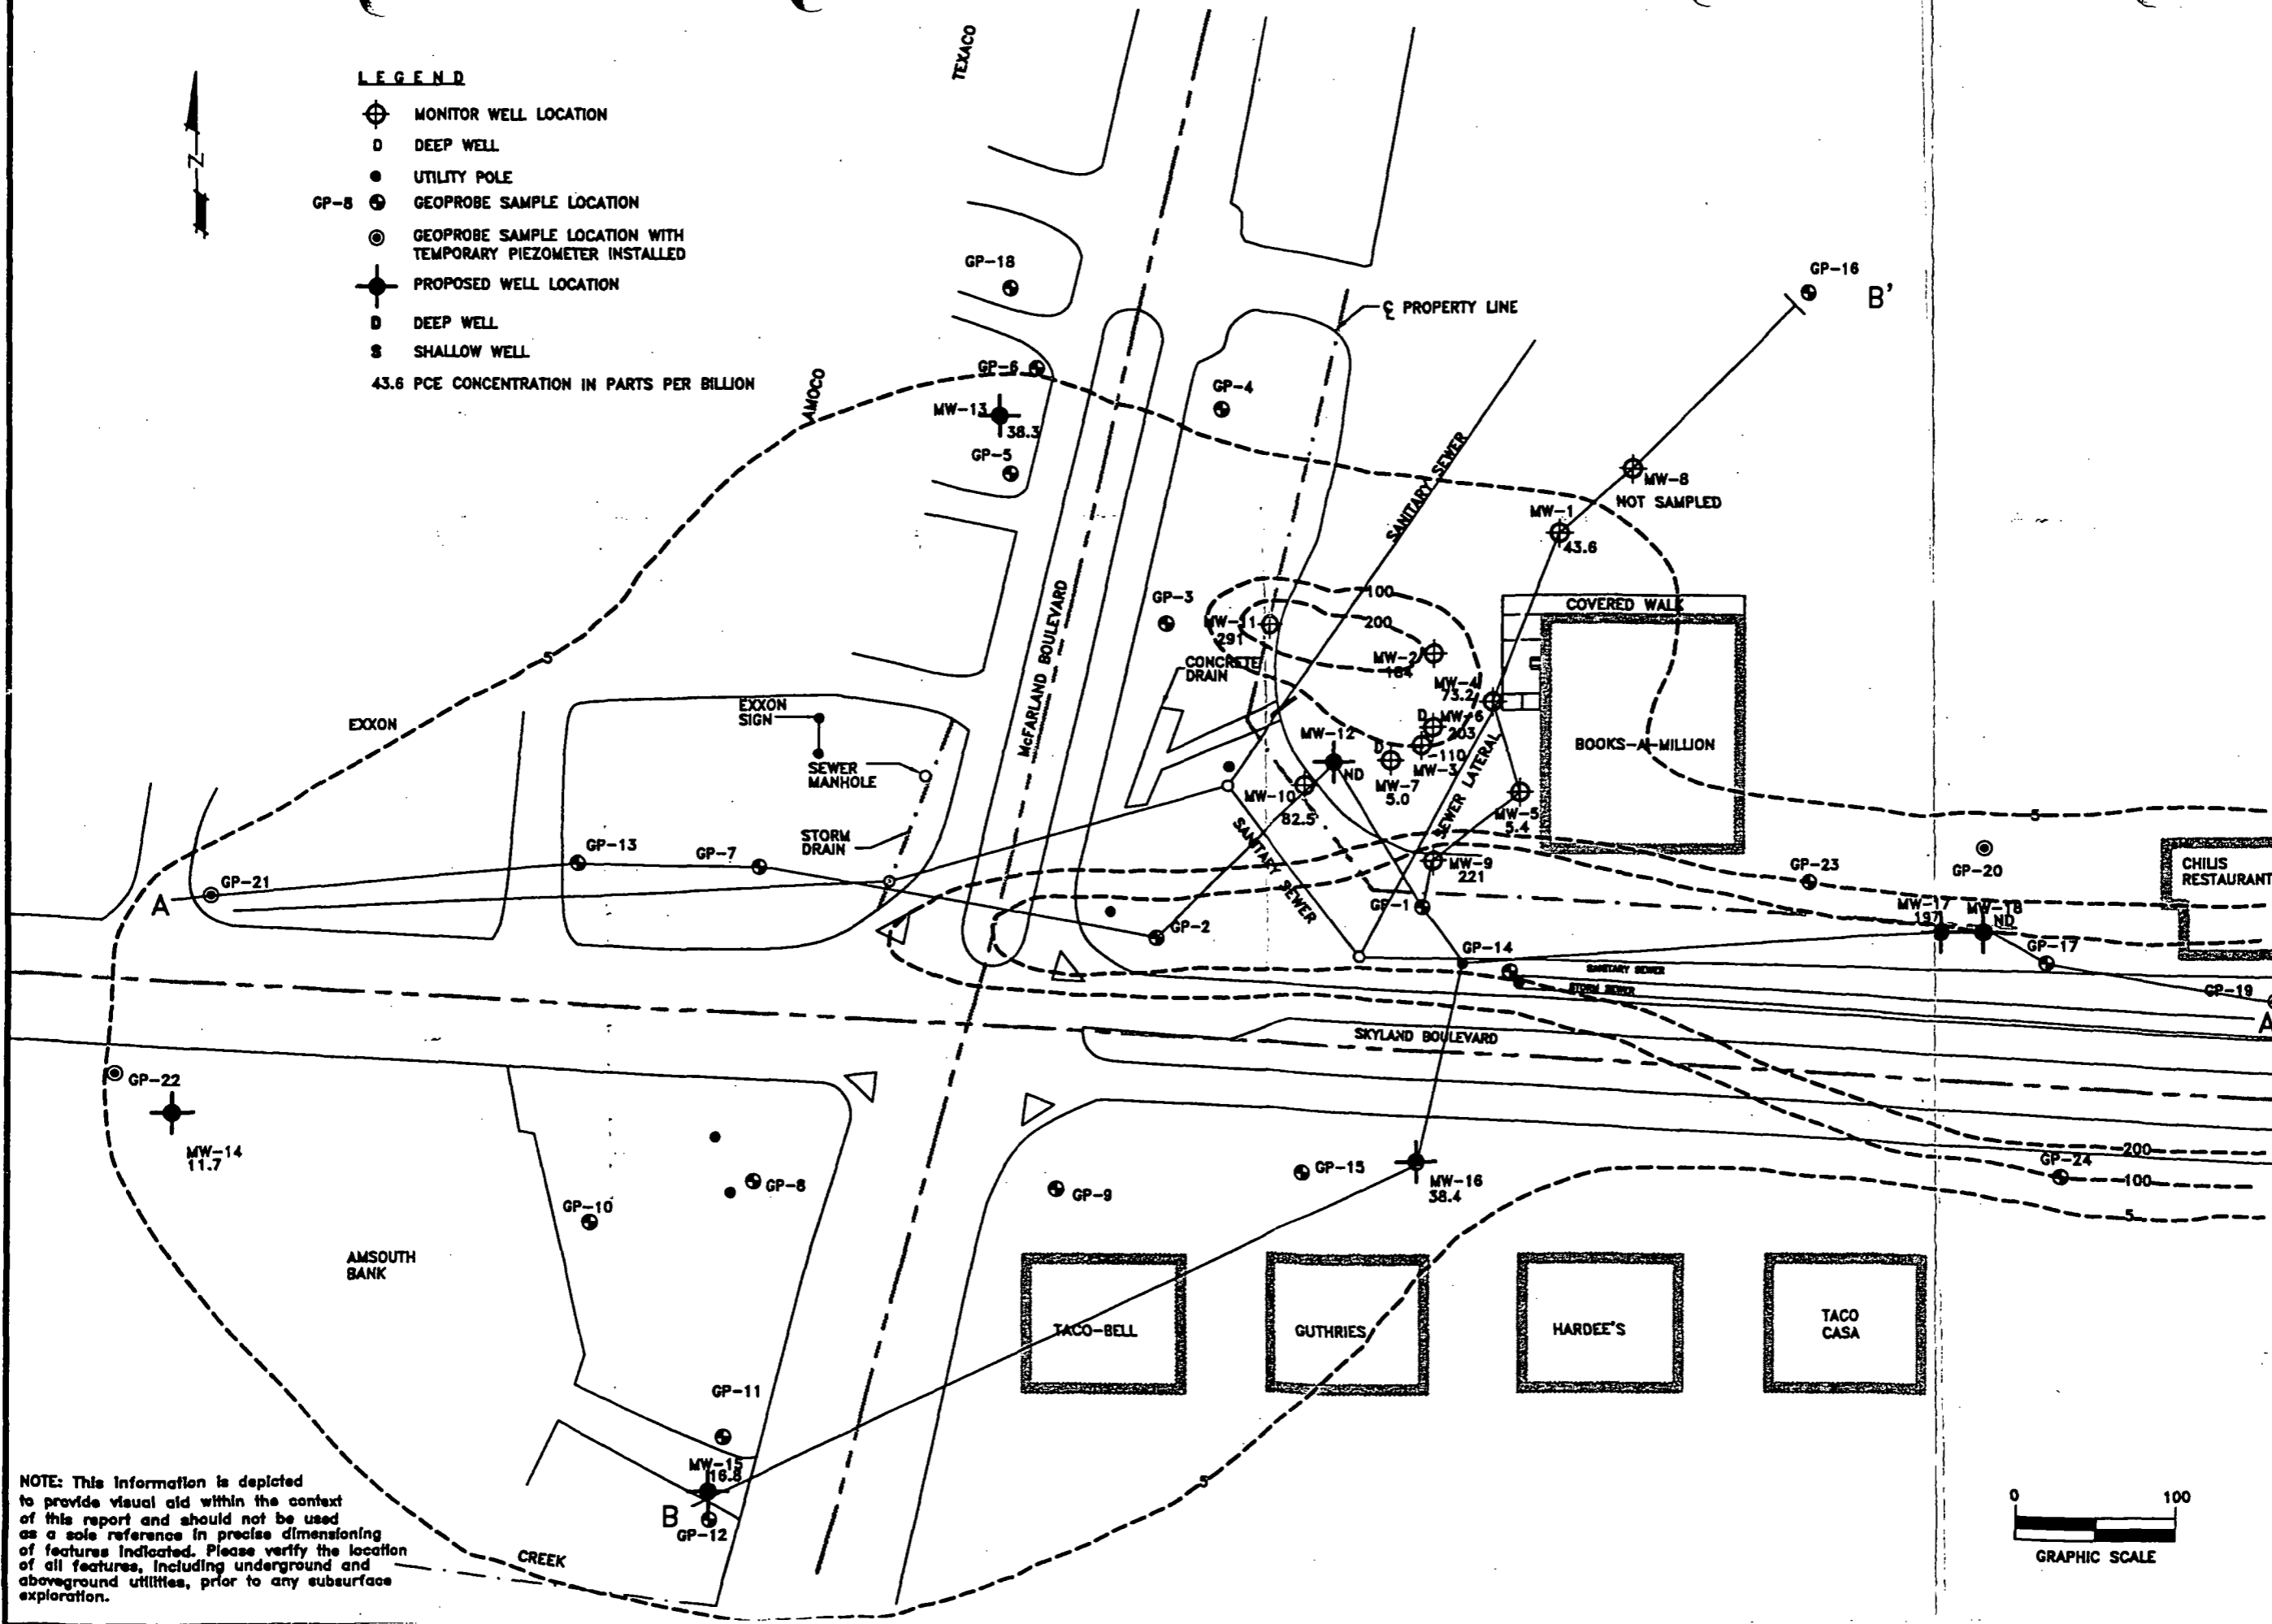 LEGEND
MONITOR WELL LOCATION
D DEEP WELL
UTILITY POLE
GP-8 GEOPROBE SAMPLE LOCATION
GEOPROBE SAMPLE LOCATION WITH
TEMPORARY PIEZOMETER INSTALLED
PROPOSED WELL LOCATION
D DEEP WELL
S SHALLOW WELL
43.6 PCE CONCENTRATION IN PARTS PER BILLION
N
TEXACO
GP-18
GP-16
B'
℄ PROPERTY LINE
GP-6
AMOCO
MW-13
38.3
GP-4
GP-5
SANITARY SEWER
MW-8
NOT SAMPLED
MW-1
43.6
100
GP-3
COVERED WALK
MW-11
291
200
McFARLAND BOULEVARD
CONCRETE
DRAIN
MW-2
184
MW-4
73.2
5
EXXON
EXXON
SIGN
D MW-6
203
MW-12
ND
D
110
MW-3
MW-7
5.0
BOOKS-A-MILLION
SEWER
MANHOLE
SEWER LATERAL
MW-10
82.5
MW-5
5.4
5
STORM
DRAIN
SANITARY SEWER
GP-13
GP-7
MW-9
221
GP-23
GP-20
CHILIS
RESTAURANT
GP-21
A
GP-1
MW-17
197
MW-18
ND
GP-2
GP-14
GP-17
SANITARY SEWER
STORM SEWER
GP-19
A
SKYLAND BOULEVARD
GP-22
MW-14
11.7
200
GP-24
100
GP-15
MW-16
38.4
GP-8
GP-9
GP-10
5
AMSOUTH
BANK
TACO-BELL
GUTHRIES
HARDEE'S
TACO
CASA
GP-11
MW-15
16.8
B
GP-12
5
CREEK
NOTE: This information is depicted
to provide visual aid within the context
of this report and should not be used
as a sole reference in precise dimensioning
of features indicated. Please verify the location
of all features, including underground and
aboveground utilities, prior to any subsurface
exploration.
0 100
GRAPHIC SCALE